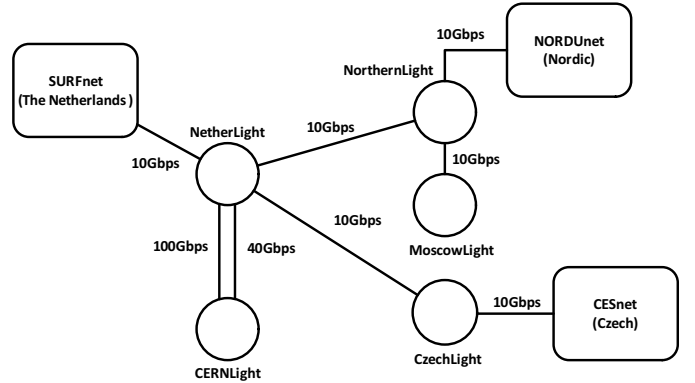 10Gbps
NORDUnet
(Nordic)
SURFnet
(The Netherlands )
NorthernLight
NetherLight
10Gbps
10Gbps
10Gbps
10Gbps
MoscowLight
100Gbps
40Gbps
10Gbps
CESnet
(Czech)
CzechLight
CERNLight